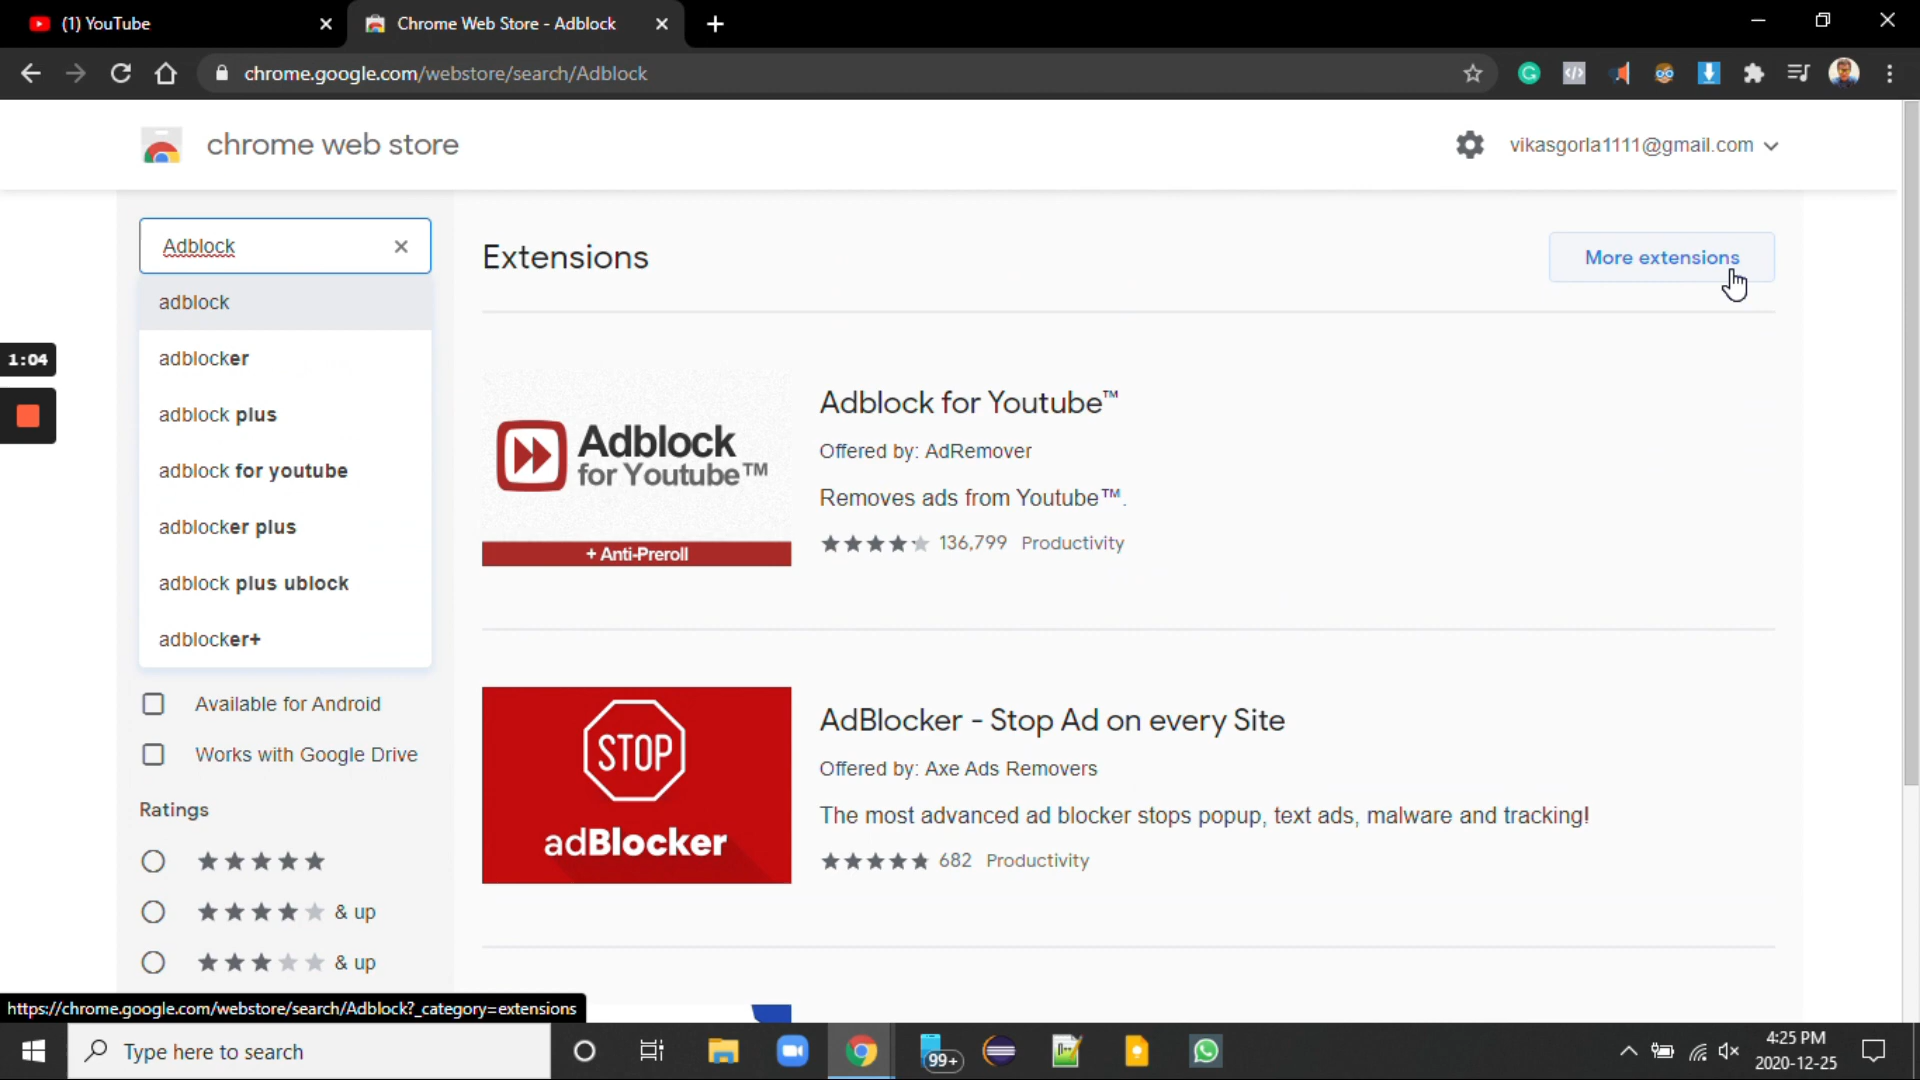 (1) YouTube
Chrome Web Store - Adblock
chrome.google.com/webstore/search/Adblock
chrome web store
vikasgorla1111@gmail.com
Adblock
adblock
adblocker
adblock plus
adblock for youtube
adblocker plus
adblock plus ublock
adblocker+
Available for Android
Works with Google Drive
Ratings
& up
& up
1:04
Extensions
More extensions
Adblock
for Youtube™
+ Anti-Preroll
Adblock for Youtube™
Offered by: AdRemover
Removes ads from Youtube™.
136,799 Productivity
STOP
adBlocker
AdBlocker - Stop Ad on every Site
Offered by: Axe Ads Removers
The most advanced ad blocker stops popup, text ads, malware and tracking!
682 Productivity
https://chrome.google.com/webstore/search/Adblock?_category=extensions
Type here to search
99+
4:25 PM
2020-12-25